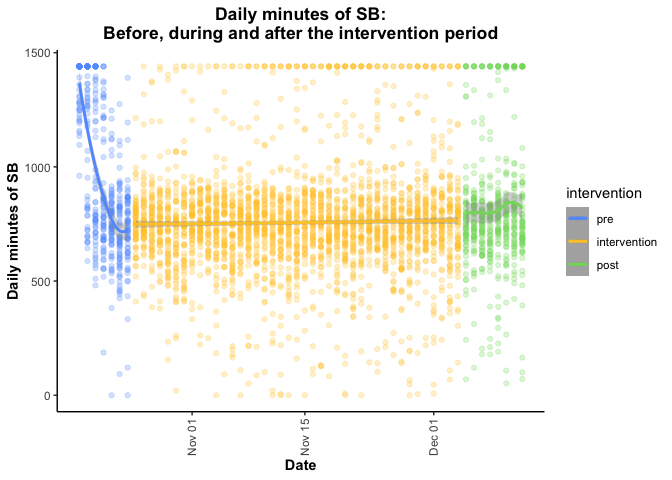 Daily minutes of SB:
Before, during and after the intervention period
1500
1000
500
0
Daily minutes of SB
Nov 01
Nov 15
Dec 01
Date
intervention
pre
intervention
post